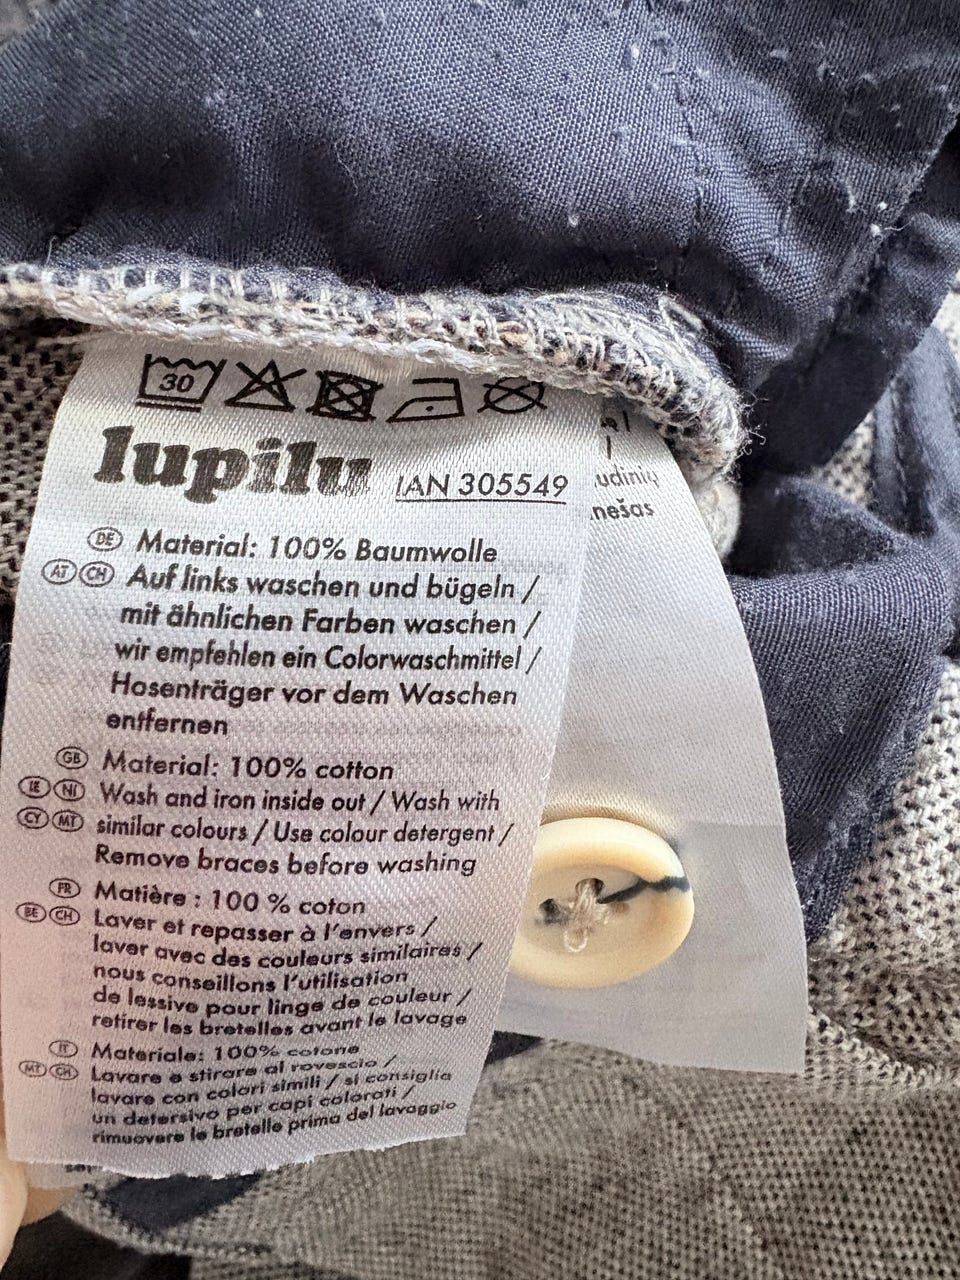 30
lupilu IAN 305549
DE Material: 100% Baumwolle
AT CH Auf links waschen und bügeln /
mit ähnlichen Farben waschen /
wir empfehlen ein Colorwaschmittel /
Hosenträger vor dem Waschen
entfernen
GB Material: 100% cotton
IE NI Wash and iron inside out / Wash with
CY MT similar colours / Use colour detergent /
Remove braces before washing
FR Matière : 100 % coton
BE CH Laver et repasser à l'envers /
laver avec des couleurs similaires /
nous conseillons l'utilisation
de lessive pour linge de couleur /
retirer les bretelles avant le lavage
IT Materiale: 100% cotone
MT CH Lavare e stirare al rovescio /
lavare con colori simili / si consiglia
un detersivo per capi colorati /
rimuovere le bretelle prima del lavaggio
udinių
nešas